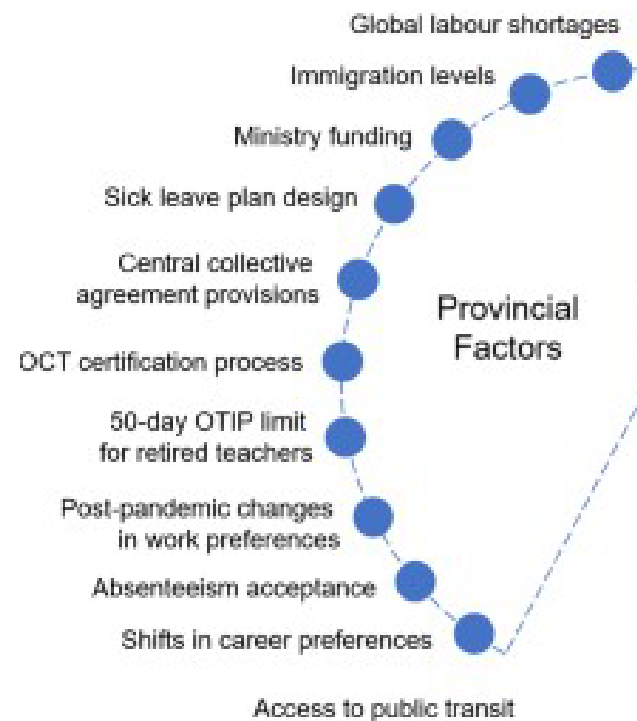 Global labour shortages
Immigration levels
Ministry funding
Sick leave plan design
Central collective
agreement provisions
Provincial
Factors
OCT certification process
50-day OTIP limit
for retired teachers
Post-pandemic changes
in work preferences
Absenteeism acceptance
Shifts in career preferences
Access to public transit